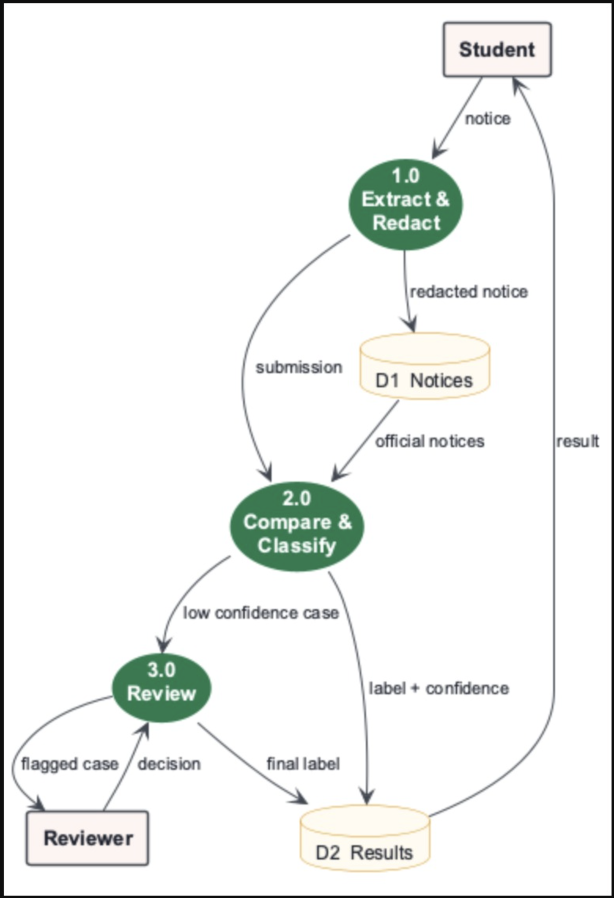 Student
notice
1.0
Extract &
Redact
redacted notice
submission
D1 Notices
official notices
result
2.0
Compare &
Classify
low confidence case
3.0
Review
label + confidence
flagged case
decision
final label
Reviewer
D2 Results